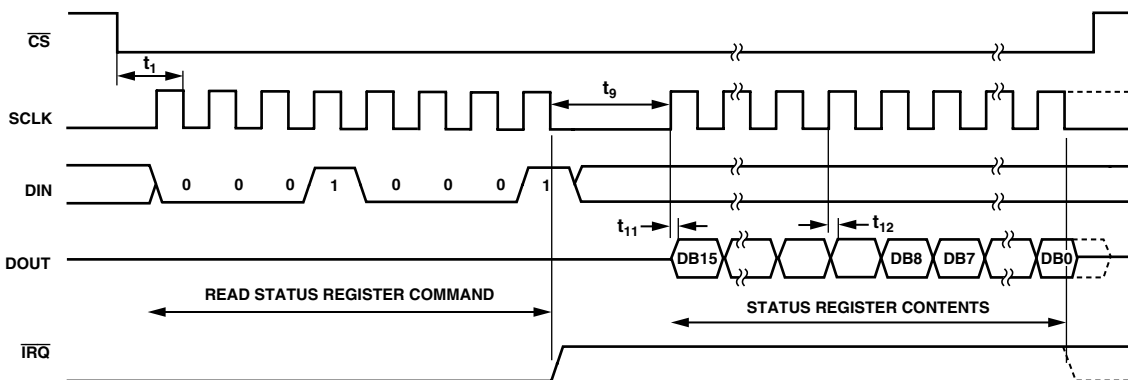 CS
t1
t9
SCLK
DIN
0 0 0 1 0 0 0 1
t11
t12
DOUT
DB15
DB8
DB7
DB0
READ STATUS REGISTER COMMAND
STATUS REGISTER CONTENTS
IRQ